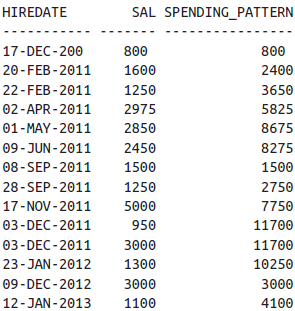 HIREDATE SAL SPENDING_PATTERN
----------- ------- ----------------
17-DEC-200 800 800
20-FEB-2011 1600 2400
22-FEB-2011 1250 3650
02-APR-2011 2975 5825
01-MAY-2011 2850 8675
09-JUN-2011 2450 8275
08-SEP-2011 1500 1500
28-SEP-2011 1250 2750
17-NOV-2011 5000 7750
03-DEC-2011 950 11700
03-DEC-2011 3000 11700
23-JAN-2012 1300 10250
09-DEC-2012 3000 3000
12-JAN-2013 1100 4100